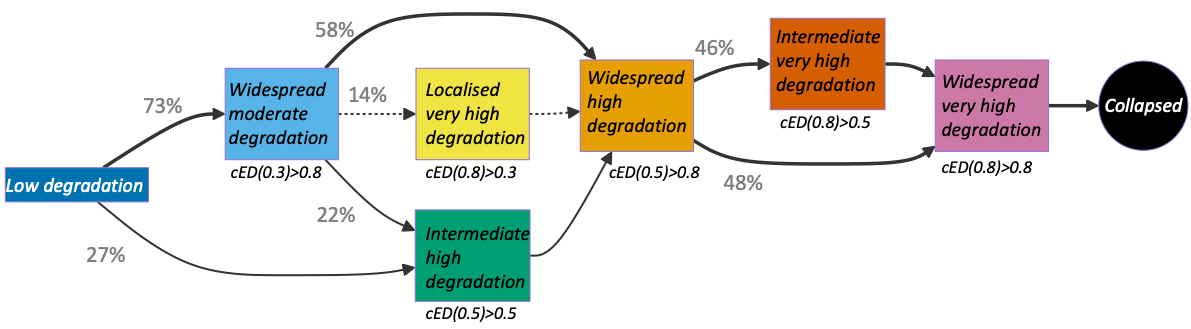 Low degradation
73%
27%
Widespread
moderate
degradation
cED(0.3)>0.8
58%
14%
22%
Localised
very high
degradation
cED(0.8)>0.3
Intermediate
high
degradation
cED(0.5)>0.5
Widespread
high
degradation
cED(0.5)>0.8
46%
48%
Intermediate
very high
degradation
cED(0.8)>0.5
Widespread
very high
degradation
cED(0.8)>0.8
Collapsed